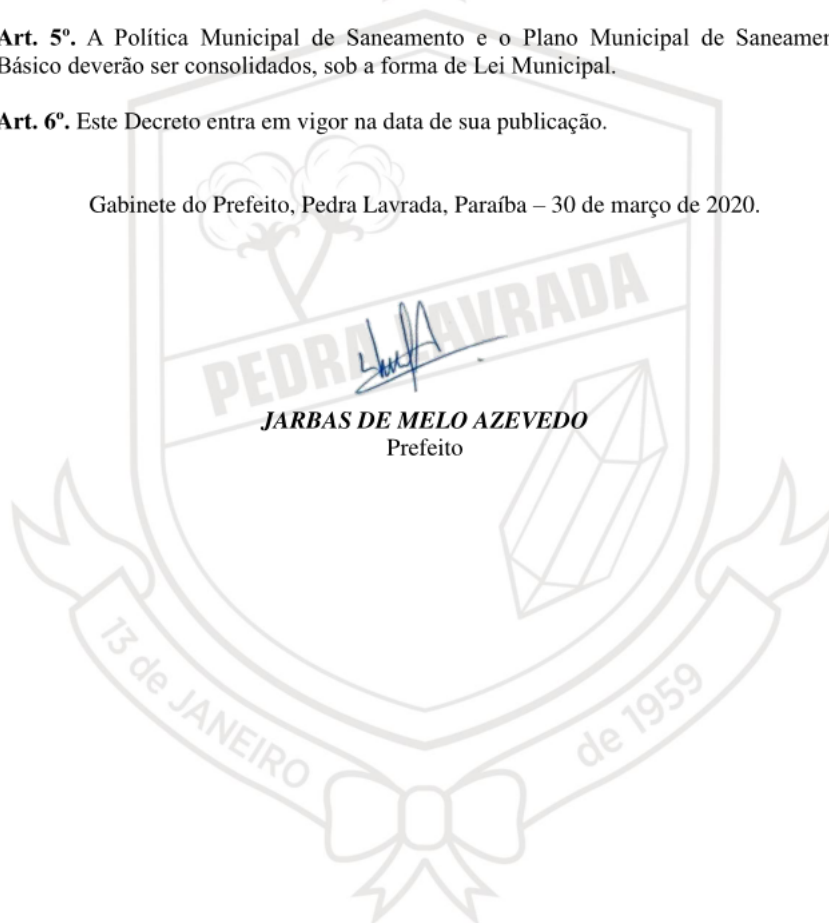 Art. 5º. A Política Municipal de Saneamento e o Plano Municipal de Saneamen
Básico deverão ser consolidados, sob a forma de Lei Municipal.
Art. 6º. Este Decreto entra em vigor na data de sua publicação.
Gabinete do Prefeito, Pedra Lavrada, Paraíba – 30 de março de 2020.
PEDRA LAVRADA
JARBAS DE MELO AZEVEDO
Prefeito
13 de JANEIRO
de 1959